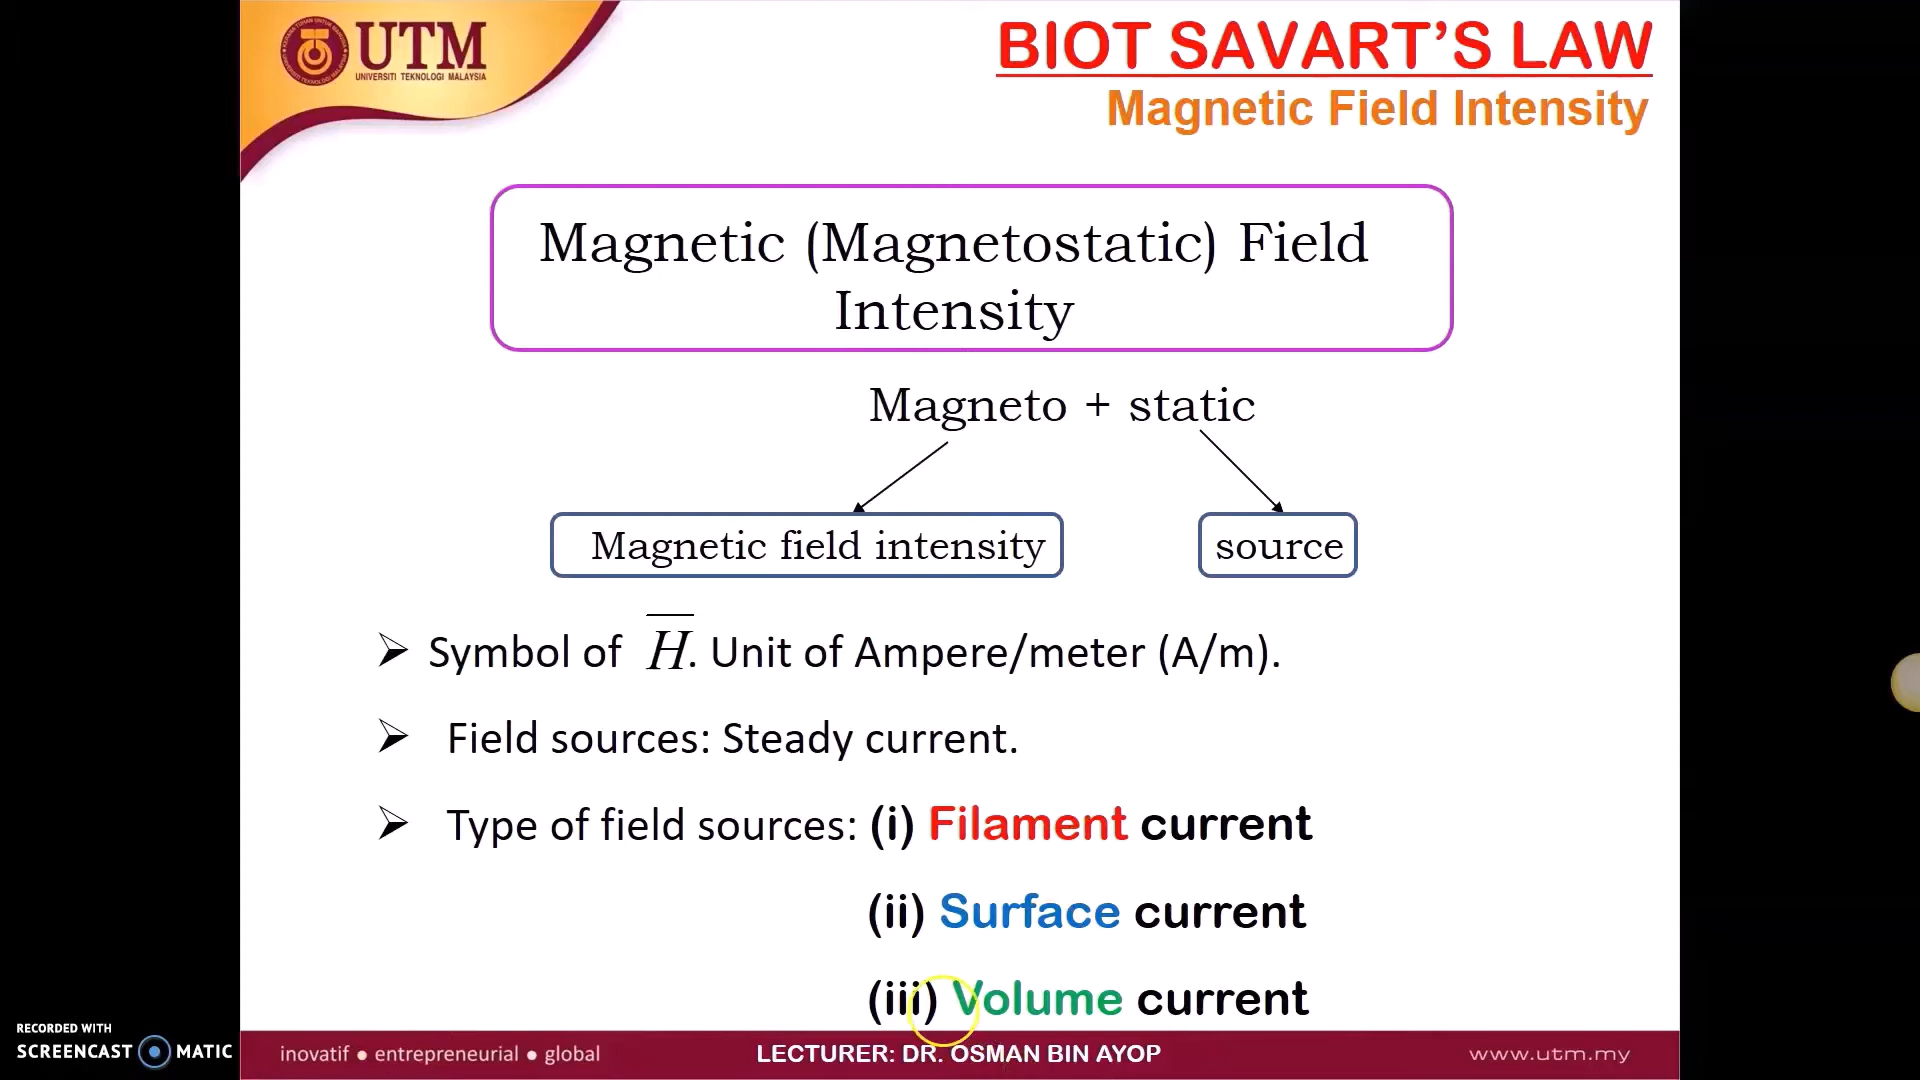 UTM
UNIVERSITI TEKNOLOGI MALAYSIA
BIOT SAVART’S LAW
Magnetic Field Intensity
Magnetic (Magnetostatic) Field
Intensity
Magneto + static
Magnetic field intensity
source
➢ Symbol of H̅. Unit of Ampere/meter (A/m).
➢ Field sources: Steady current.
➢ Type of field sources: (i) Filament current
(ii) Surface current
(iii) Volume current
RECORDED WITH
SCREENCAST MATIC
inovatif ● entrepreneurial ● global
LECTURER: DR. OSMAN BIN AYOP
www.utm.my